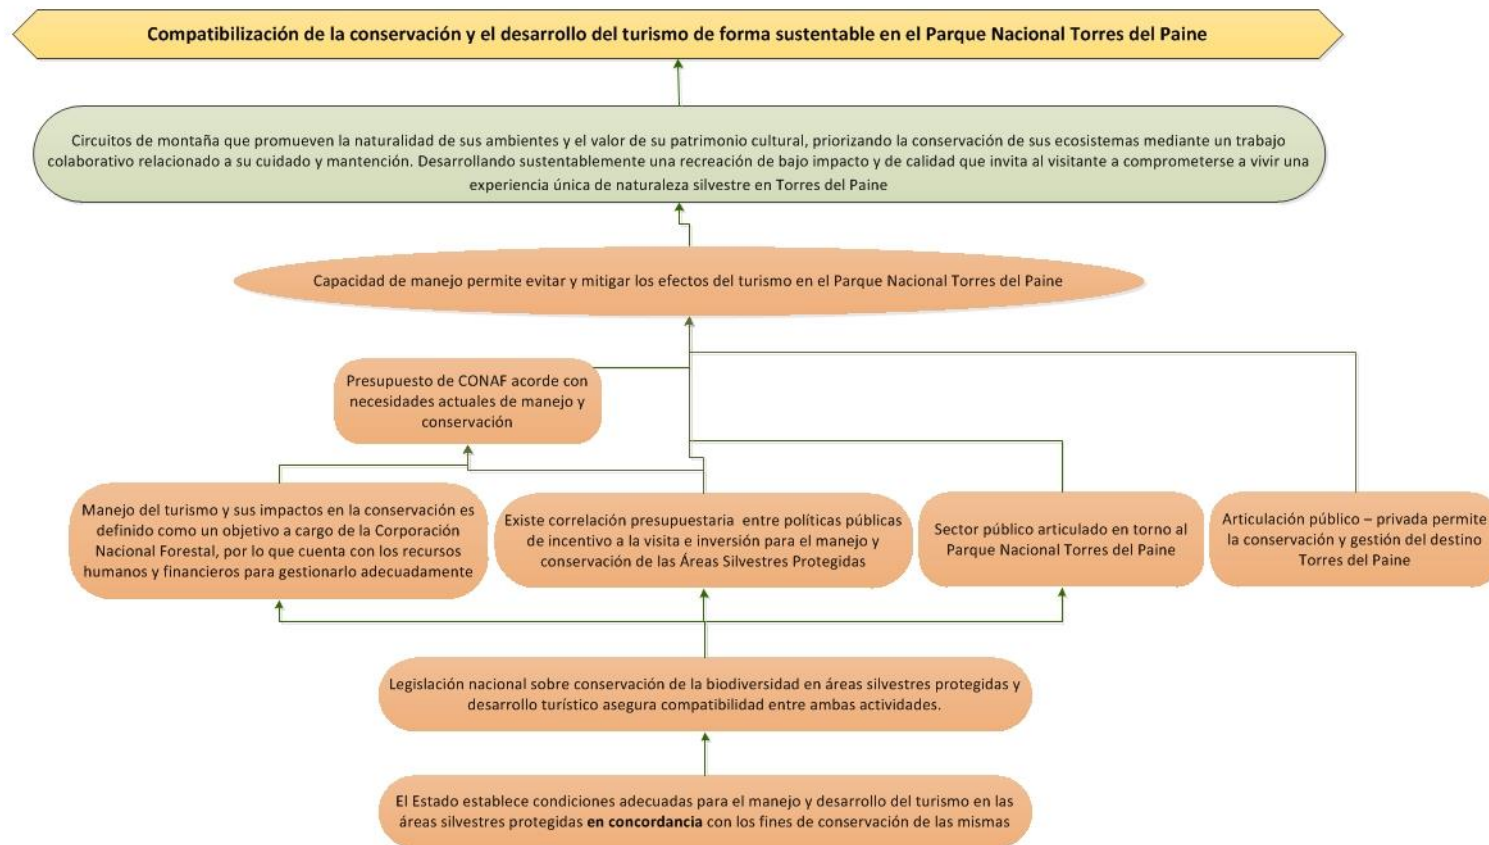 Compatibilización de la conservación y el desarrollo del turismo de forma sustentable en el Parque Nacional Torres del Paine
Circuitos de montaña que promueven la naturalidad de sus ambientes y el valor de su patrimonio cultural, priorizando la conservación de sus ecosistemas mediante un trabajo
colaborativo relacionado a su cuidado y mantención. Desarrollando sustentablemente una recreación de bajo impacto y de calidad que invita al visitante a comprometerse a vivir una
experiencia única de naturaleza silvestre en Torres del Paine
Capacidad de manejo permite evitar y mitigar los efectos del turismo en el Parque Nacional Torres del Paine
Presupuesto de CONAF acorde con
necesidades actuales de manejo y
conservación
Manejo del turismo y sus impactos en la conservación es
definido como un objetivo a cargo de la Corporación
Nacional Forestal, por lo que cuenta con los recursos
humanos y financieros para gestionarlo adecuadamente
Existe correlación presupuestaria entre políticas públicas
de incentivo a la visita e inversión para el manejo y
conservación de las Áreas Silvestres Protegidas
Sector público articulado en torno al
Parque Nacional Torres del Paine
Articulación público – privada permite
la conservación y gestión del destino
Torres del Paine
Legislación nacional sobre conservación de la biodiversidad en áreas silvestres protegidas y
desarrollo turístico asegura compatibilidad entre ambas actividades.
El Estado establece condiciones adecuadas para el manejo y desarrollo del turismo en las
áreas silvestres protegidas en concordancia con los fines de conservación de las mismas